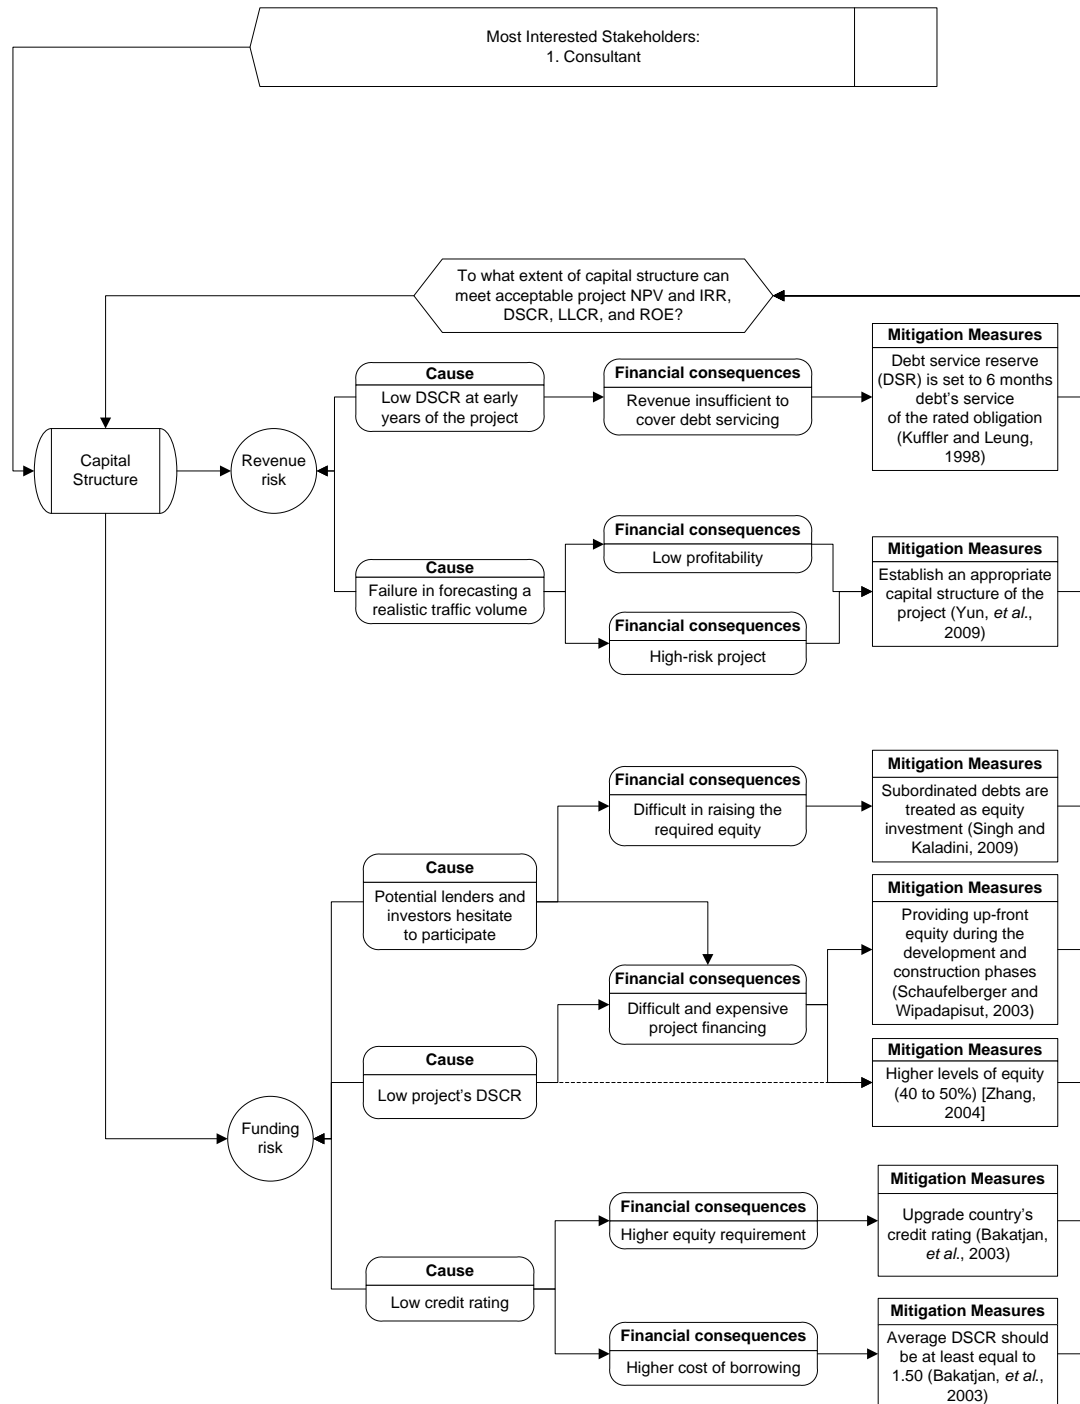 Most Interested Stakeholders:
1. Consultant
To what extent of capital structure can
meet acceptable project NPV and IRR,
DSCR, LLCR, and ROE?
Capital
Structure
Revenue
risk
Cause
Low DSCR at early
years of the project
Financial consequences
Revenue insufficient to
cover debt servicing
Mitigation Measures
Debt service reserve
(DSR) is set to 6 months
debt's service
of the rated obligation
(Kuffler and Leung,
1998)
Cause
Failure in forecasting a
realistic traffic volume
Financial consequences
Low profitability
Financial consequences
High-risk project
Mitigation Measures
Establish an appropriate
capital structure of the
project (Yun, et al.,
2009)
Funding
risk
Cause
Potential lenders and
investors hesitate
to participate
Financial consequences
Difficult in raising the
required equity
Mitigation Measures
Subordinated debts are
treated as equity
investment (Singh and
Kaladini, 2009)
Cause
Low project's DSCR
Financial consequences
Difficult and expensive
project financing
Mitigation Measures
Providing up-front
equity during the
development and
construction phases
(Schaufelberger and
Wipadapisut, 2003)
Mitigation Measures
Higher levels of equity
(40 to 50%) [Zhang,
2004]
Cause
Low credit rating
Financial consequences
Higher equity requirement
Mitigation Measures
Upgrade country's
credit rating (Bakatjan,
et al., 2003)
Financial consequences
Higher cost of borrowing
Mitigation Measures
Average DSCR should
be at least equal to
1.50 (Bakatjan, et al.,
2003)